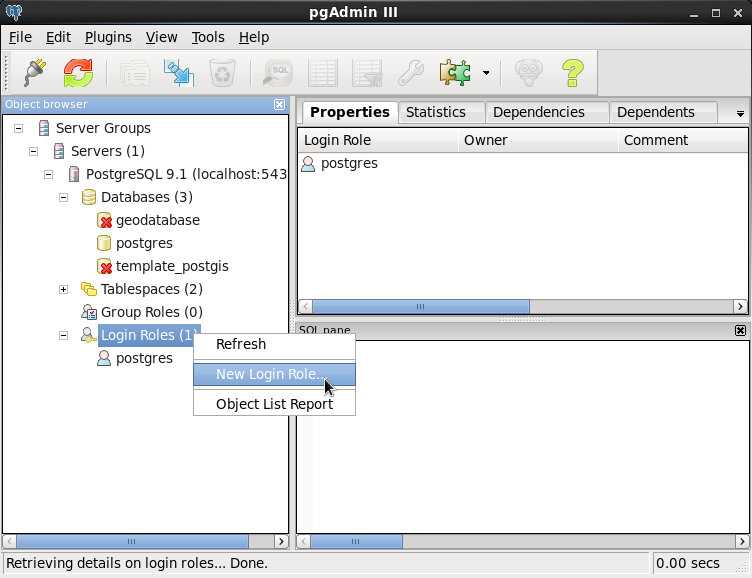 pgAdmin III
File Edit Plugins View Tools Help
SQL
Object browser
Server Groups
Servers (1)
PostgreSQL 9.1 (localhost:543
Databases (3)
geodatabase
postgres
template_postgis
Tablespaces (2)
Group Roles (0)
Login Roles (1)
postgres
Refresh
New Login Role...
Object List Report
Properties Statistics Dependencies Dependents
Login Role Owner Comment
postgres
SQL pane
Retrieving details on login roles... Done.
0.00 secs